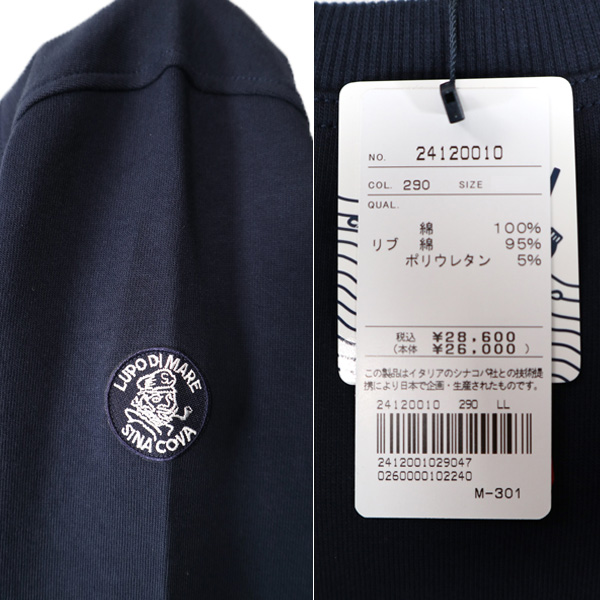 LUPO DI MARE
SINA COVA
NO. 24120010
COL. 290 SIZE
QUAL.
綿 100%
リブ 綿 95%
ポリウレタン 5%
税込 ¥28,600
(本体 ¥26,000 )
この製品はイタリアのシナコバ社との技術提
携により日本で企画・生産されたものです。
24120010 290 LL
2412001029047
0260000102240
M-301